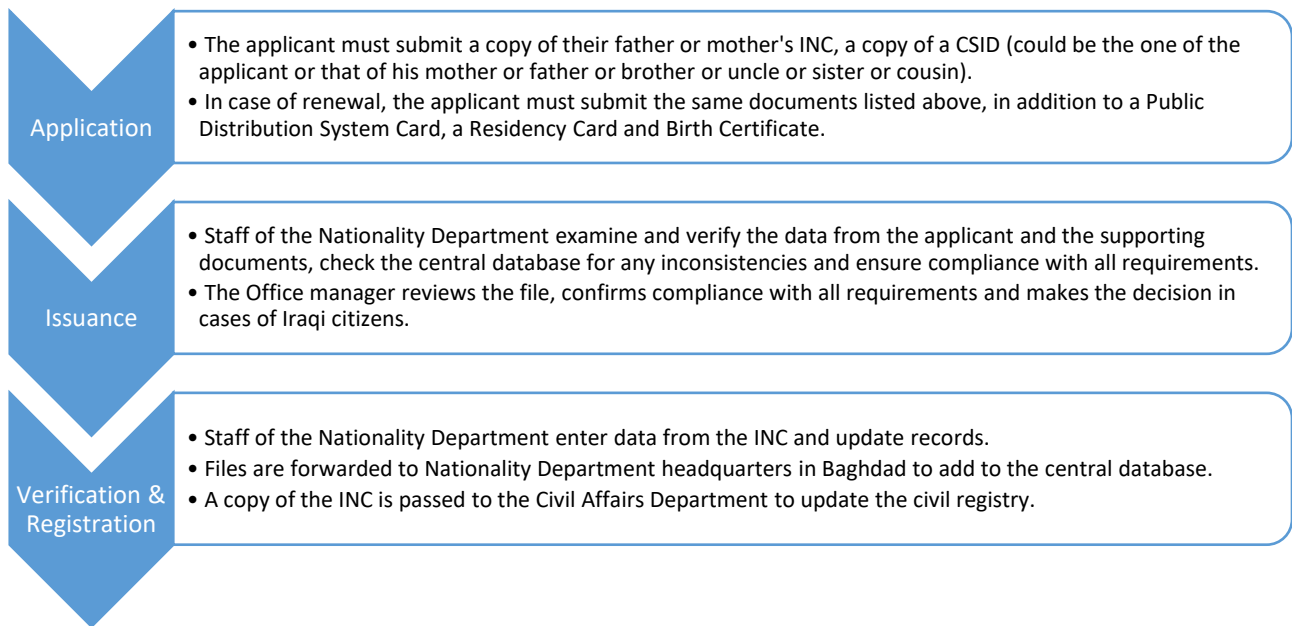 Application
• The applicant must submit a copy of their father or mother's INC, a copy of a CSID (could be the one of the
applicant or that of his mother or father or brother or uncle or sister or cousin).
• In case of renewal, the applicant must submit the same documents listed above, in addition to a Public
Distribution System Card, a Residency Card and Birth Certificate.
Issuance
• Staff of the Nationality Department examine and verify the data from the applicant and the supporting
documents, check the central database for any inconsistencies and ensure compliance with all requirements.
• The Office manager reviews the file, confirms compliance with all requirements and makes the decision in
cases of Iraqi citizens.
Verification &
Registration
• Staff of the Nationality Department enter data from the INC and update records.
• Files are forwarded to Nationality Department headquarters in Baghdad to add to the central database.
• A copy of the INC is passed to the Civil Affairs Department to update the civil registry.